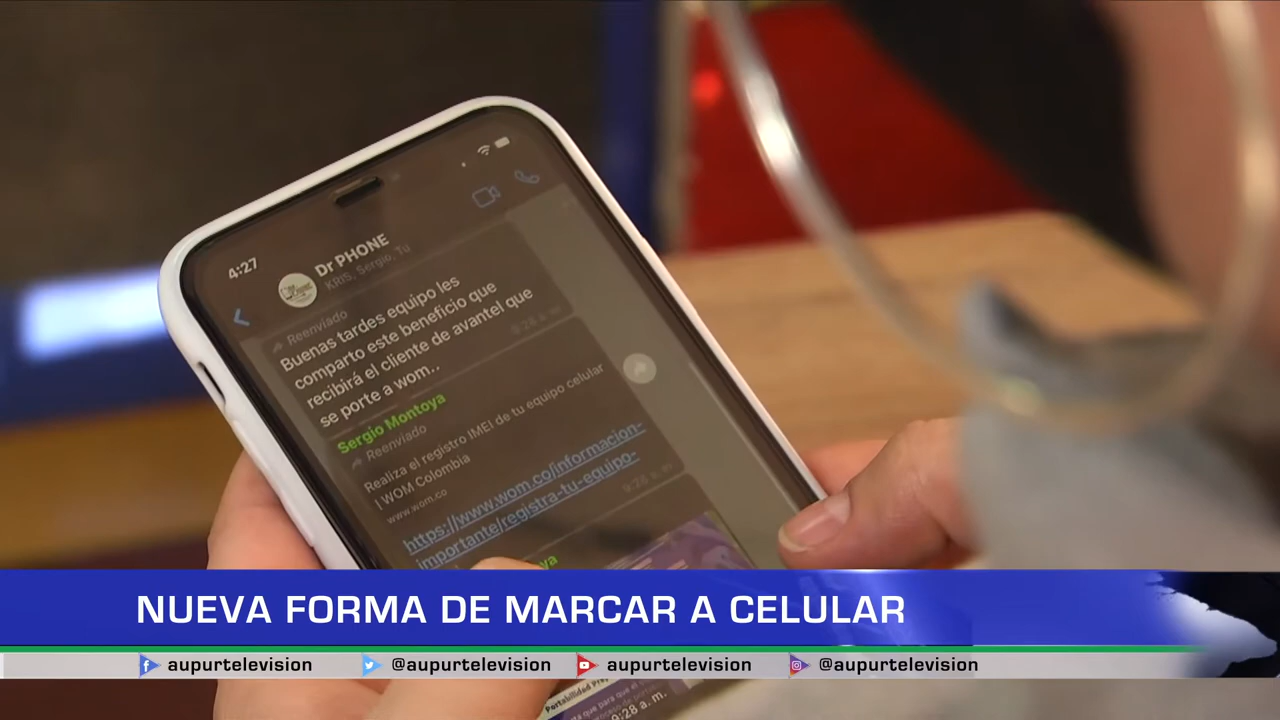 4:27
Dr PHONE
KRIS, Sergio, Tu
Reenviado
Buenas tardes equipo les
comparto este beneficio que
recibirá el cliente de avantel que
se porte a wom..
9:28 a. m.
Sergio Montoya
Reenviado
Realiza el registro IMEI de tu equipo celular
| WOM Colombia
www.wom.co
https://www.wom.co/informacion-
importante/registra-tu-equipo-
9:28 a. m.
NUEVA FORMA DE MARCAR A CELULAR
aupurtelevision
@aupurtelevision
aupurtelevision
@aupurtelevision
9:28 a. m.